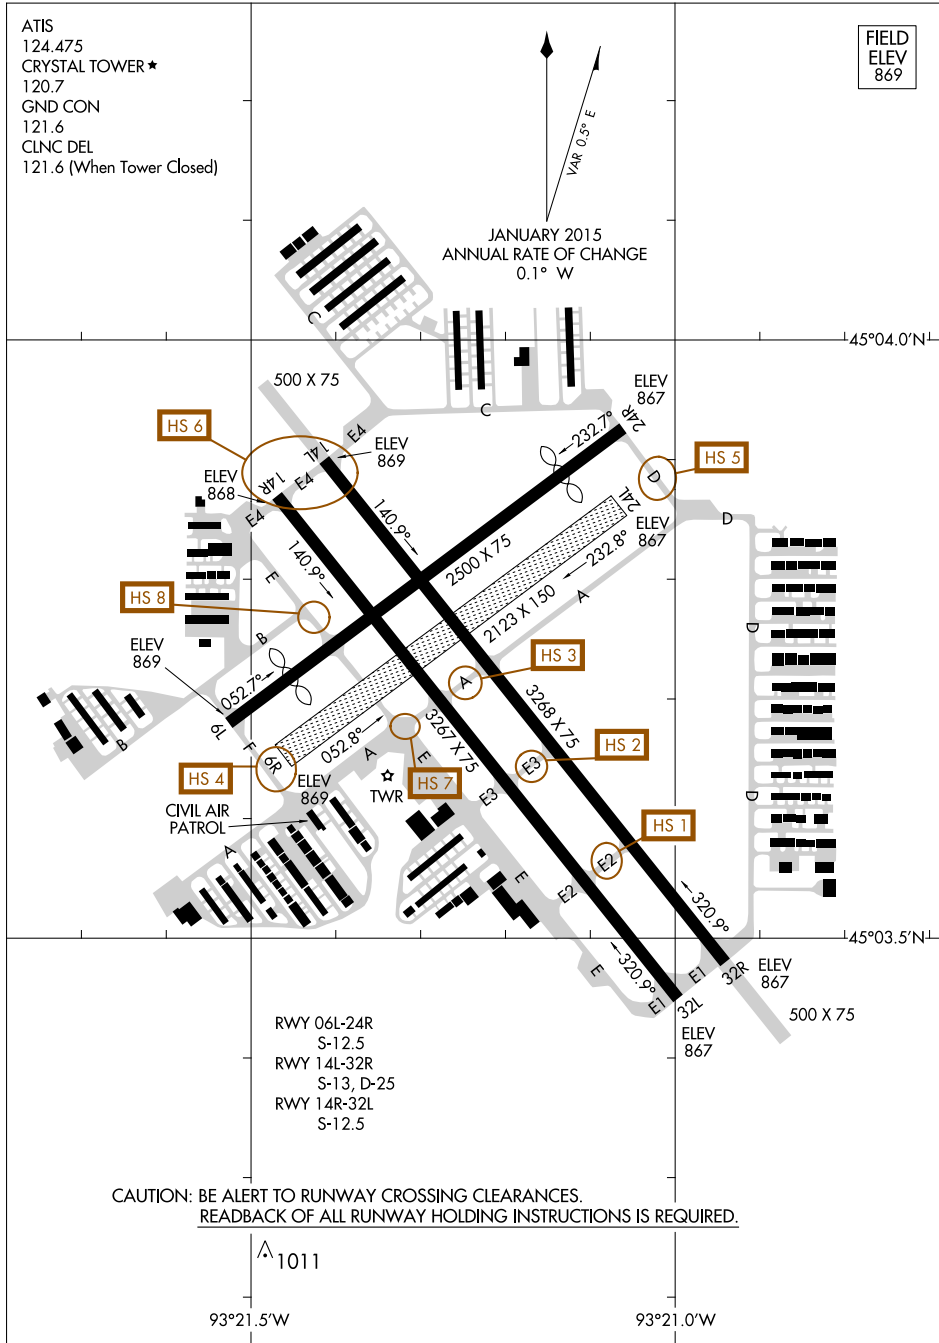 ATIS
124.475
CRYSTAL TOWER ★
120.7
GND CON
121.6
CLNC DEL
121.6 (When Tower Closed)
FIELD
ELEV
869
VAR 0.5° E
JANUARY 2015
ANNUAL RATE OF CHANGE
0.1° W
C
45°04.0'N
500 X 75
ELEV
867
C
24R
HS 6
E4
14L
ELEV
869
232.7°
HS 5
ELEV
868
14R
E4
D
E4
24L
D
140.9°
140.9°
ELEV
867
2500 X 75
232.8°
E
2123 X 150
A
HS 8
B
D
ELEV
869
HS 3
052.7°
A
6L
3268 X 75
B
F
052.8°
3267 X 75
HS 2
6R
A
E
E3
HS 4
ELEV
869
HS 7
TWR
E3
D
CIVIL AIR
PATROL
HS 1
A
E2
E
E2
320.9°
45°03.5'N
320.9°
E
E1
32R
ELEV
867
E1
32L
500 X 75
ELEV
867
RWY 06L-24R
S-12.5
RWY 14L-32R
S-13, D-25
RWY 14R-32L
S-12.5
CAUTION: BE ALERT TO RUNWAY CROSSING CLEARANCES.
READBACK OF ALL RUNWAY HOLDING INSTRUCTIONS IS REQUIRED.
1011
93°21.5'W
93°21.0'W